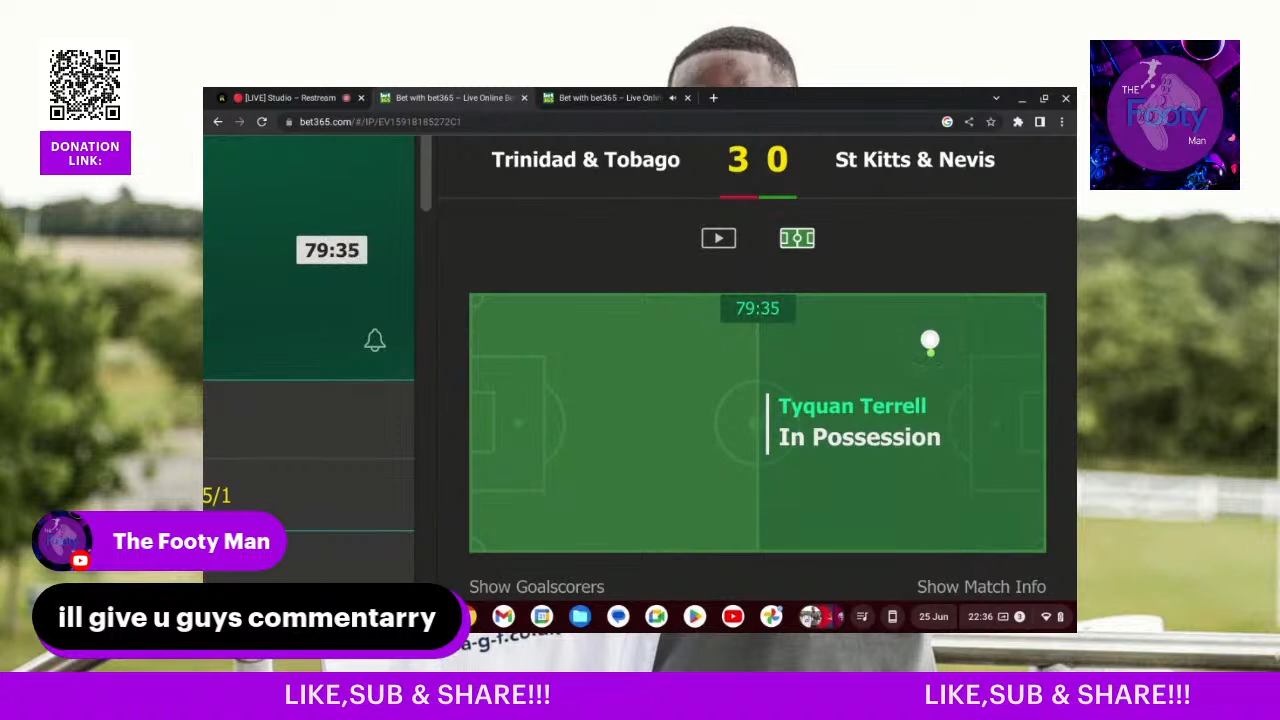 DONATION
LINK:
THE
Footy
Man
[LIVE] Studio – Restream
Bet with bet365 – Live Online Be
Bet with bet365 – Live Onlin
bet365.com/#/IP/EV15918185272C1
Trinidad & Tobago 3 0 St Kitts & Nevis
79:35
79:35
Tyquan Terrell
In Possession
5/1
Show Goalscorers
Show Match Info
The Footy Man
ill give u guys commentarry
25 Jun
22:36
LIKE,SUB & SHARE!!!
LIKE,SUB & SHARE!!!